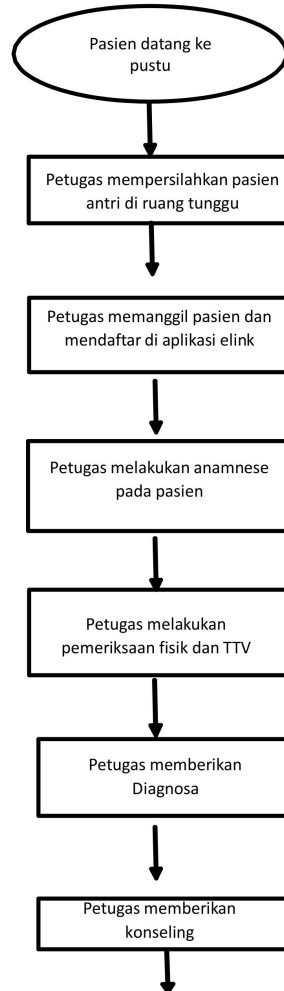 Pasien datang ke
pustu
Petugas mempersilahkan pasien
antri di ruang tunggu
Petugas memanggil pasien dan
mendaftar di aplikasi elink
Petugas melakukan anamnese
pada pasien
Petugas melakukan
pemeriksaan fisik dan TTV
Petugas memberikan
Diagnosa
Petugas memberikan
konseling